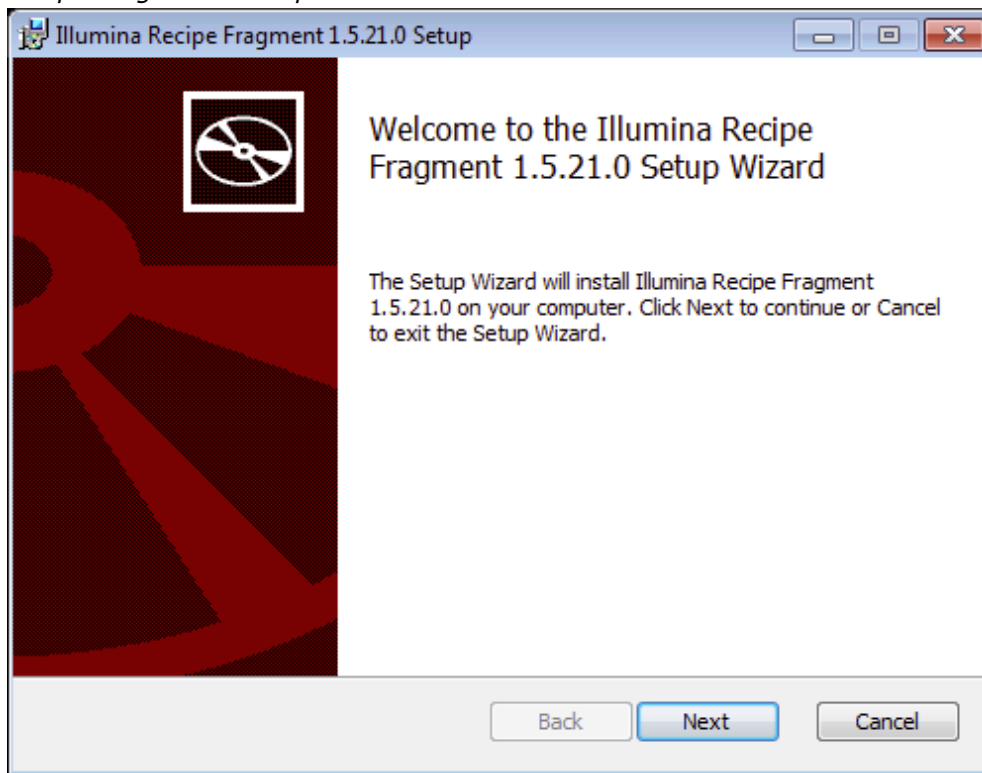 Illumina Recipe Fragment 1.5.21.0 Setup
Welcome to the Illumina Recipe
Fragment 1.5.21.0 Setup Wizard
The Setup Wizard will install Illumina Recipe Fragment
1.5.21.0 on your computer. Click Next to continue or Cancel
to exit the Setup Wizard.
Back
Next
Cancel